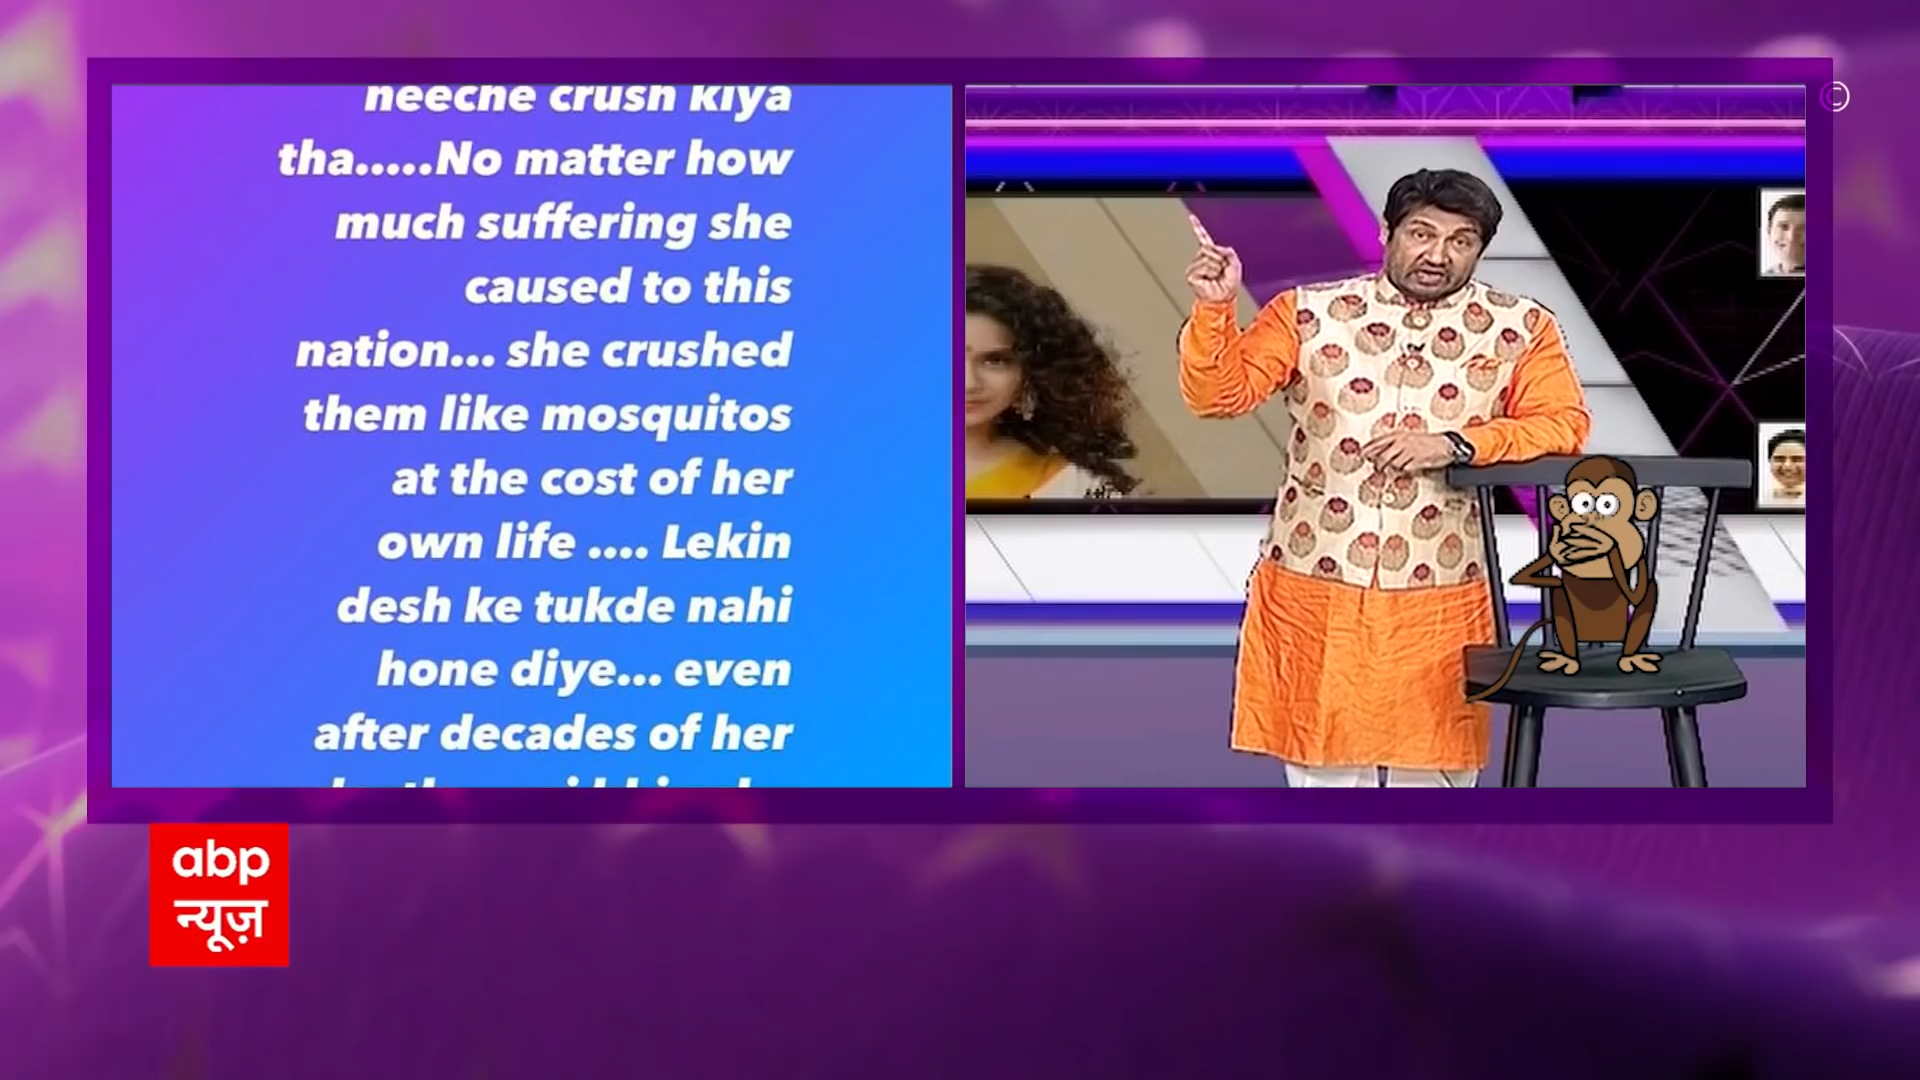 neeche crush kiya
tha.....No matter how
much suffering she
caused to this
nation... she crushed
them like mosquitos
at the cost of her
own life .... Lekin
desh ke tukde nahi
hone diye... even
after decades of her
©
abp
न्यूज़